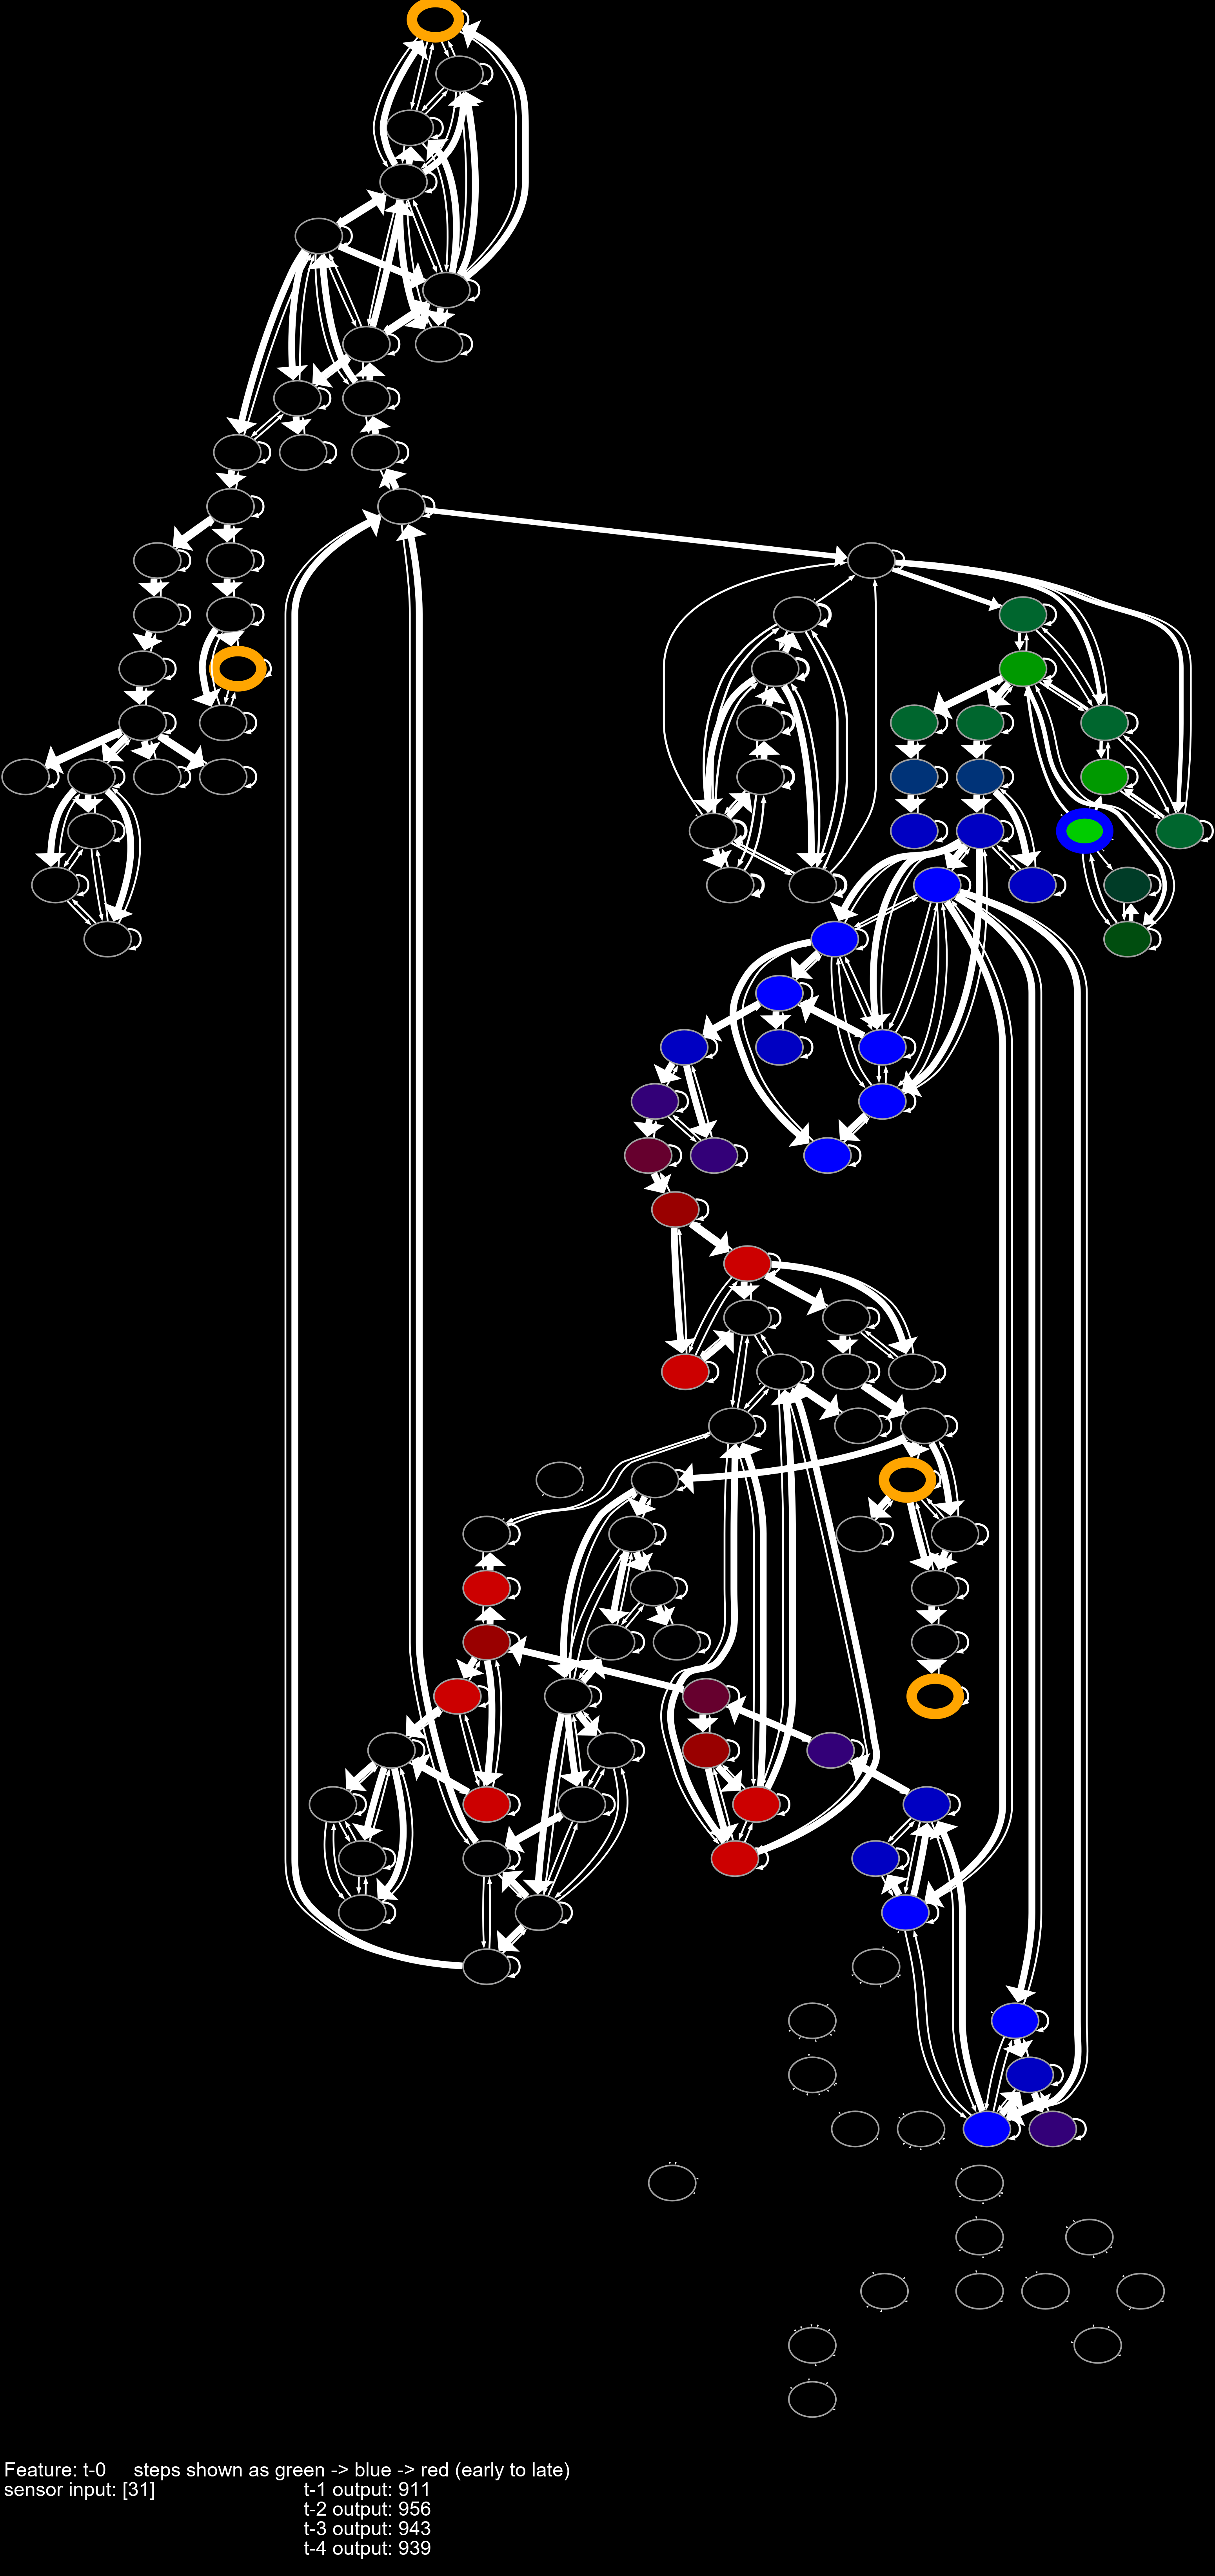 Feature: t-0 steps shown as green -> blue -> red (early to late)
sensor input: [31] t-1 output: 911
t-2 output: 956
t-3 output: 943
t-4 output: 939